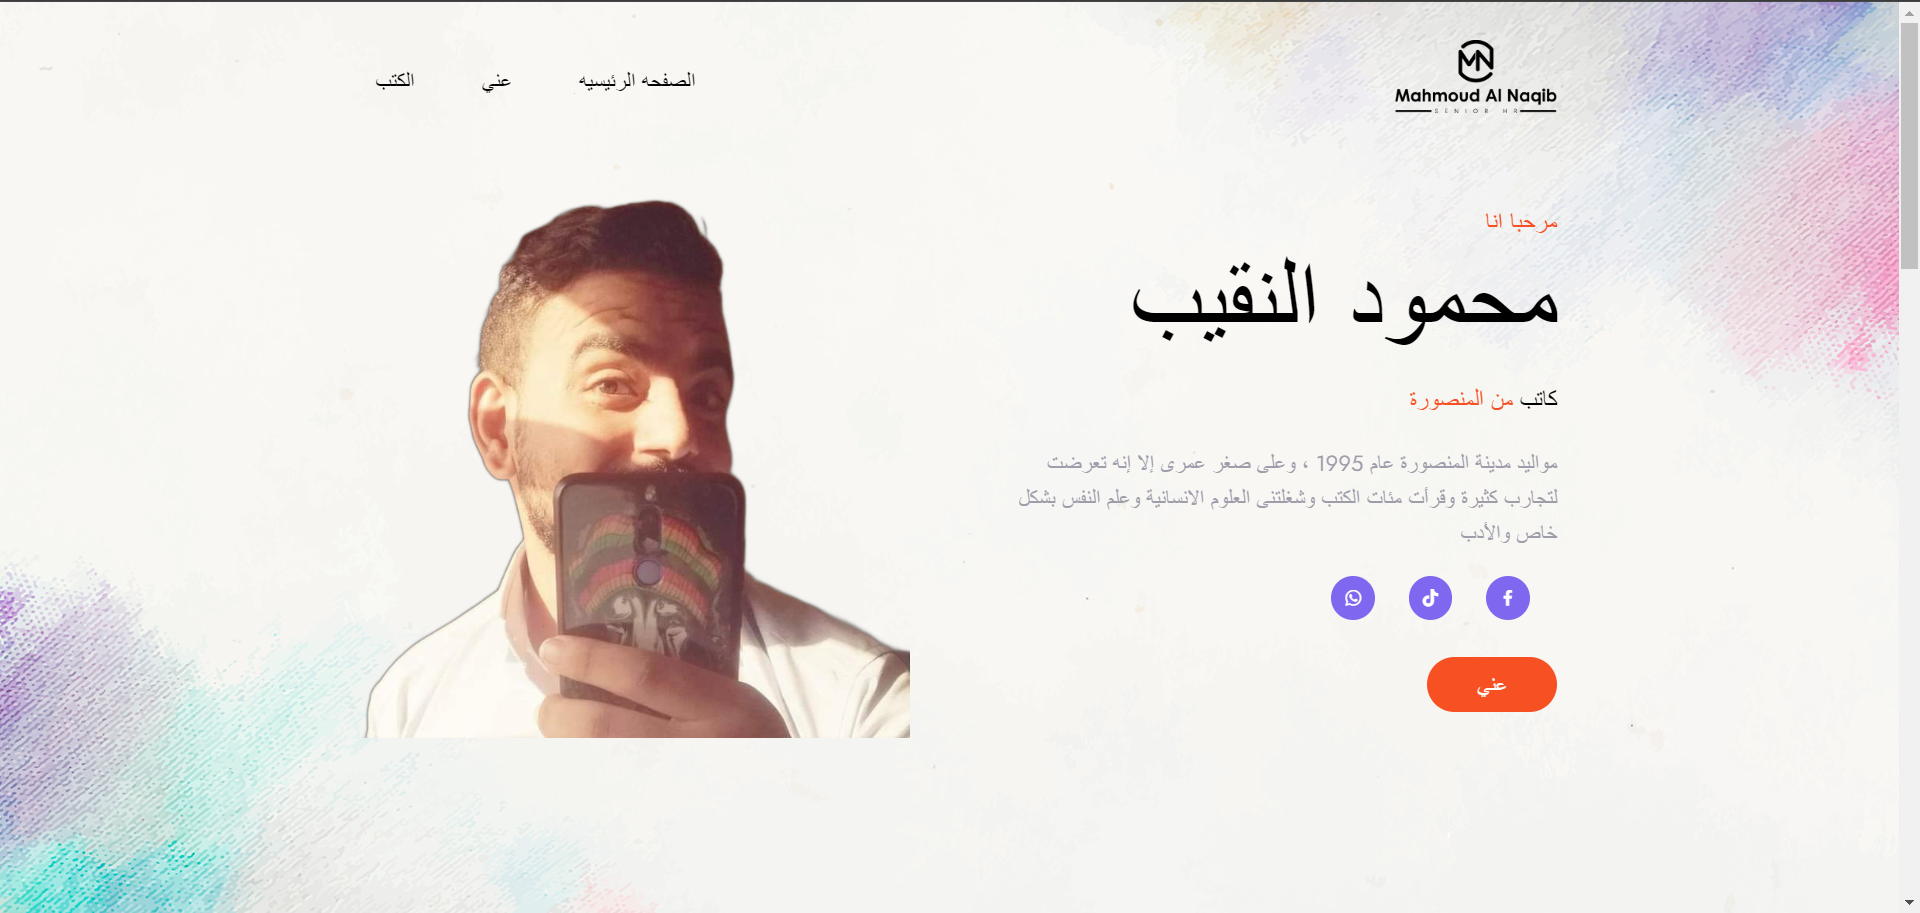 Mahmoud Al Naqib
SENIOR HR
الصفحه الرئيسيه
عني
الكتب
مرحبا انا
محمود النقيب
كاتب من المنصورة
مواليد مدينة المنصورة عام 1995 ، وعلى صغر عمرى إلا إنه تعرضت
لتجارب كثيرة وقرأت مئات الكتب وشغلتنى العلوم الانسانية وعلم النفس بشكل
خاص والأدب
عني